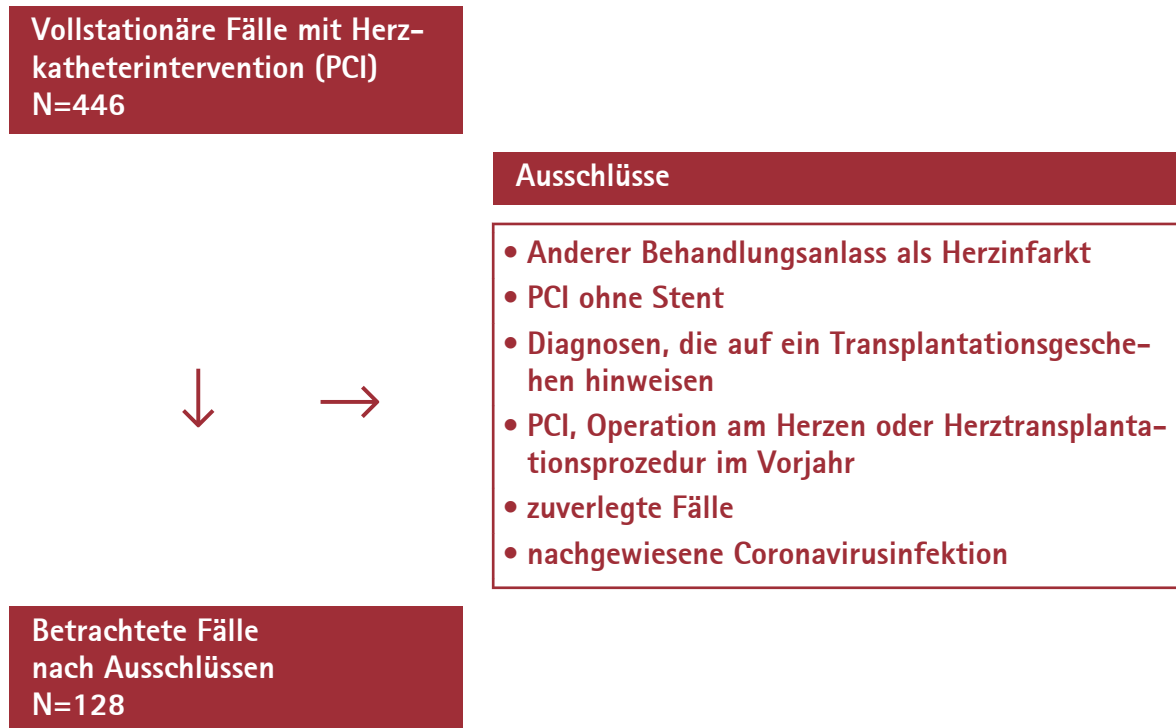 Vollstationäre Fälle mit Herz-
katheterintervention (PCI)
N=446
Ausschlüsse
• Anderer Behandlungsanlass als Herzinfarkt
• PCI ohne Stent
• Diagnosen, die auf ein Transplantationsgesche-
hen hinweisen
• PCI, Operation am Herzen oder Herztransplanta-
tionsprozedur im Vorjahr
• zuverlegte Fälle
• nachgewiesene Coronavirusinfektion
Betrachtete Fälle
nach Ausschlüssen
N=128